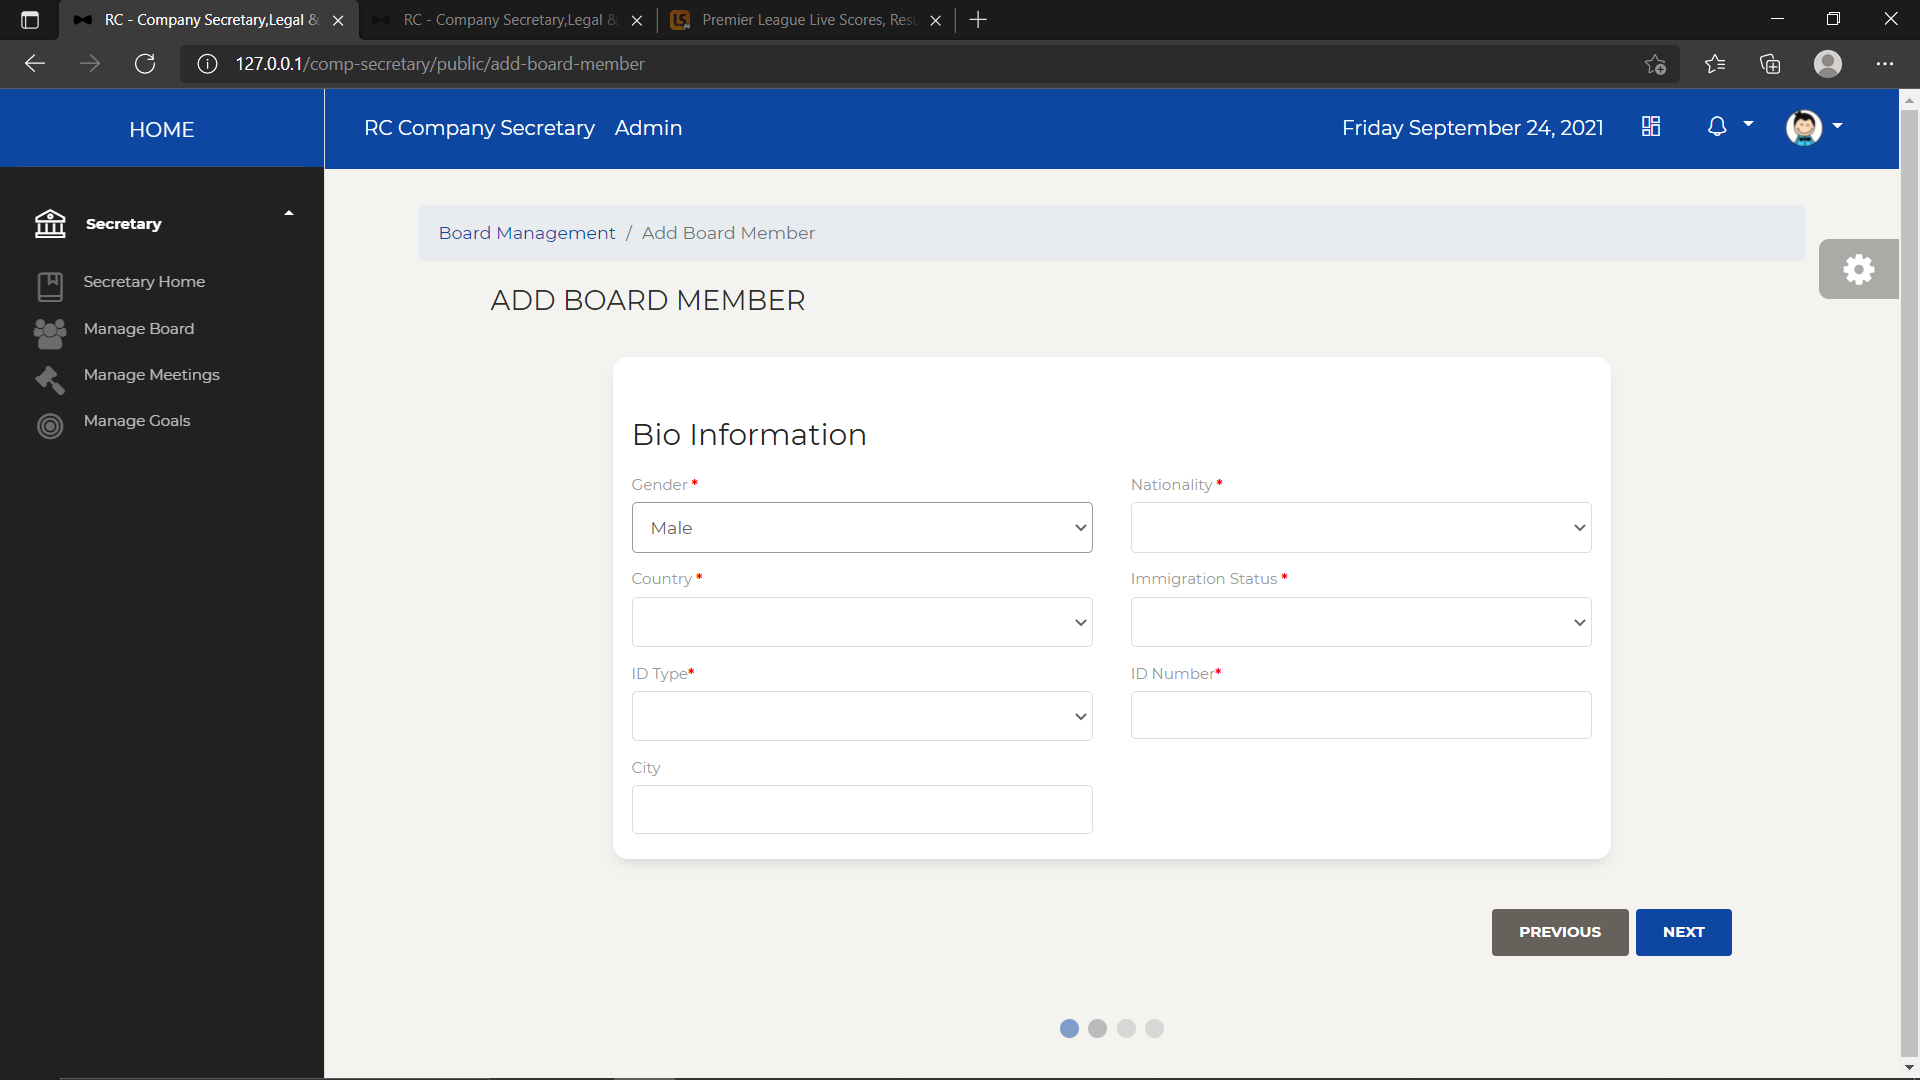 RC - Company Secretary,Legal &
RC - Company Secretary,Legal &
LS
Premier League Live Scores, Resu
127.0.0.1/comp-secretary/public/add-board-member
HOME
RC Company Secretary Admin
Friday September 24, 2021
Secretary
Secretary Home
Manage Board
Manage Meetings
Manage Goals
Board Management / Add Board Member
ADD BOARD MEMBER
Bio Information
Gender *
Nationality *
Male
Country *
Immigration Status *
ID Type*
ID Number*
City
PREVIOUS
NEXT